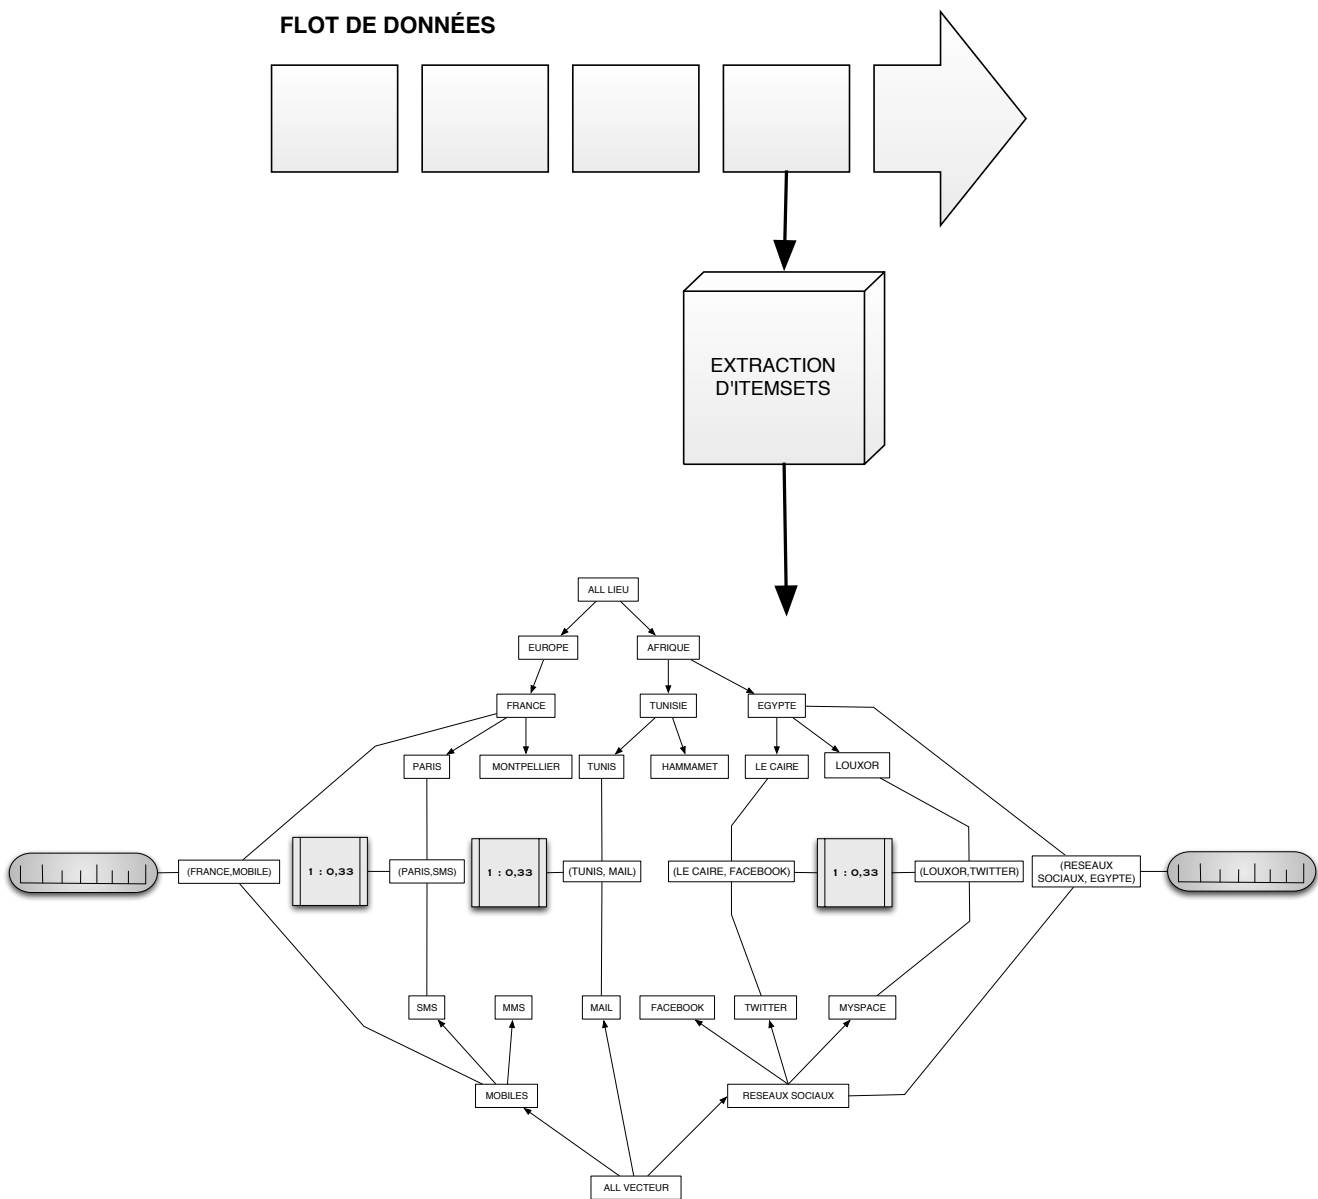 FLOT DE DONNÉES
EXTRACTION
D'ITEMSETS
ALL LIEU
EUROPE
AFRIQUE
FRANCE
TUNISIE
EGYPTE
PARIS
MONTPELLIER
TUNIS
HAMMAMET
LE CAIRE
LOUXOR
(FRANCE,MOBILE)
1 : 0,33
(PARIS,SMS)
1 : 0,33
(TUNIS, MAIL)
(LE CAIRE, FACEBOOK)
1 : 0,33
(LOUXOR,TWITTER)
(RESEAUX
SOCIAUX, EGYPTE)
SMS
MMS
MAIL
FACEBOOK
TWITTER
MYSPACE
MOBILES
RESEAUX SOCIAUX
ALL VECTEUR